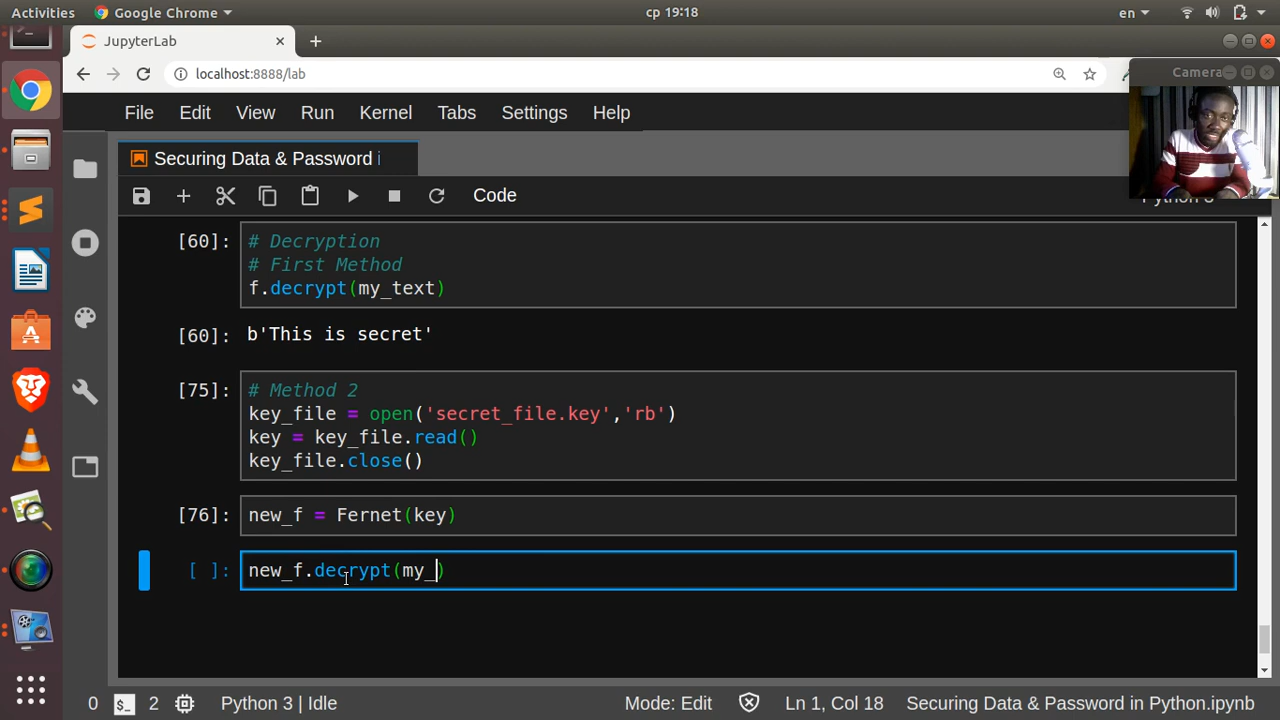 Activities Google Chrome ср 19:18 en
JupyterLab
localhost:8888/lab
Camera
File Edit View Run Kernel Tabs Settings Help
Securing Data & Password i
Code
[60]: # Decryption
# First Method
f.decrypt(my_text)
[60]: b'This is secret'
[75]: # Method 2
key_file = open('secret_file.key','rb')
key = key_file.read()
key_file.close()
[76]: new_f = Fernet(key)
[ ]: new_f.decrypt(my_)
0 $_ 2 Python 3 | Idle Mode: Edit Ln 1, Col 18 Securing Data & Password in Python.ipynb